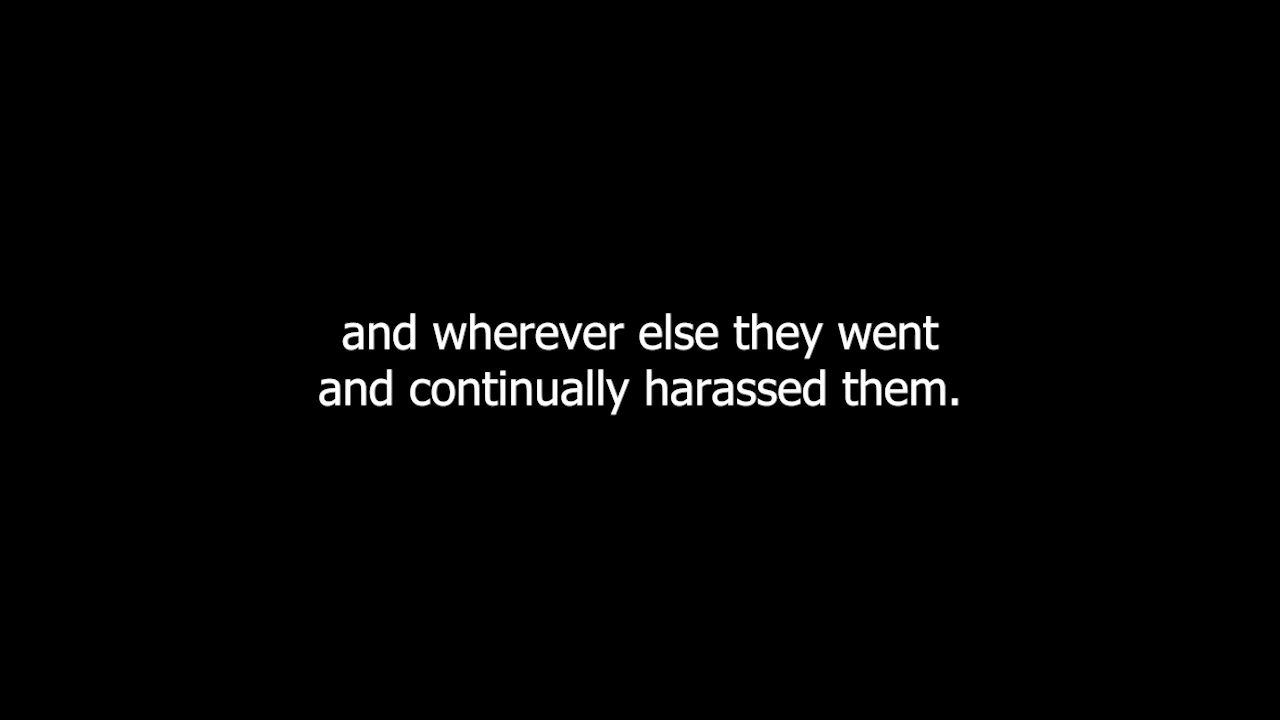 and wherever else they went
and continually harassed them.